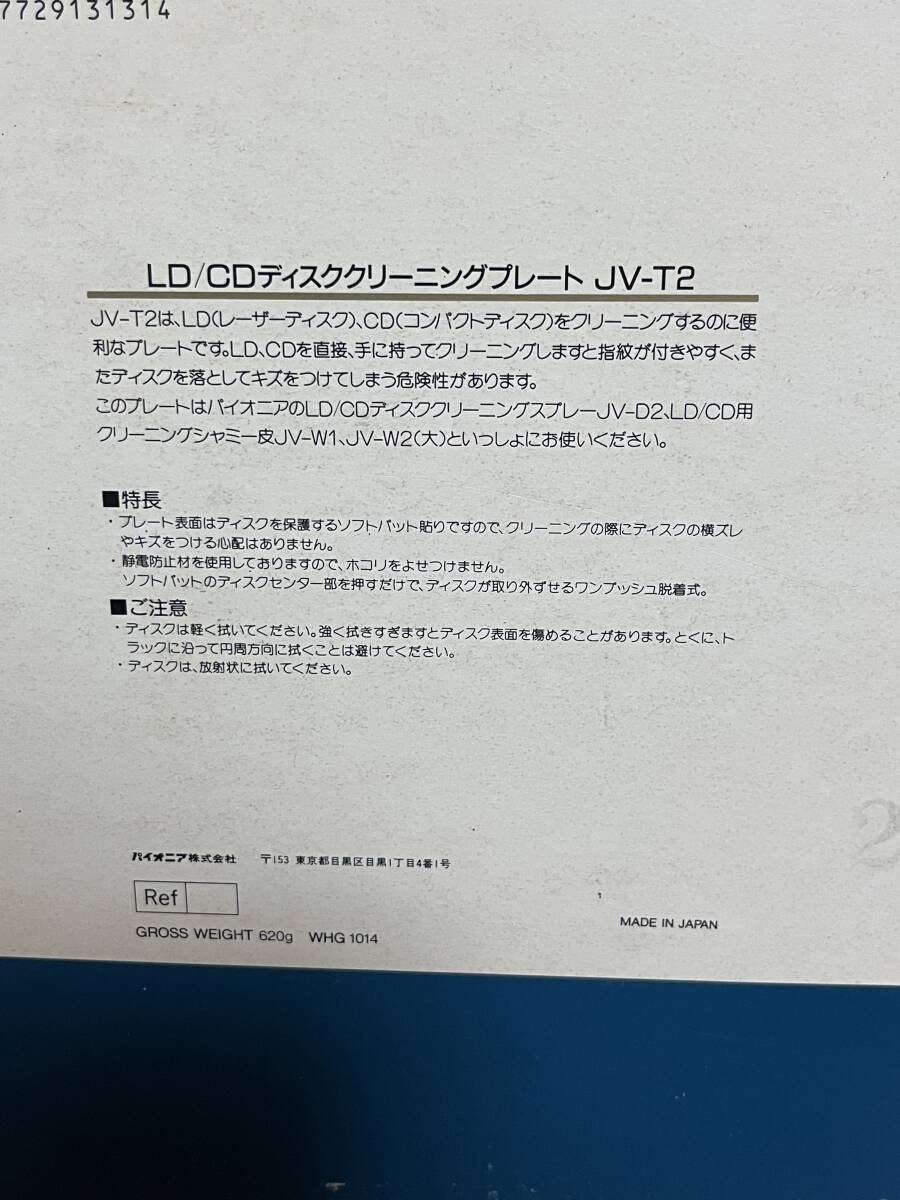 7729131314
LD/CDディスククリーニングプレート JV-T2
JV-T2は、LD(レーザーディスク)、CD(コンパクトディスク)をクリーニングするのに便
利なプレートです。LD、CDを直接、手に持ってクリーニングしますと指紋が付きやすく、ま
たディスクを落としてキズをつけてしまう危険性があります。
このプレートはパイオニアのLD/CDディスククリーニングスプレーJV-D2、LD/CD用
クリーニングシャミー皮JV-W1、JV-W2(大)といっしょにお使いください。
■特長
・プレート表面はディスクを保護するソフトパット貼りですので、クリーニングの際にディスクの横ズレ
やキズをつける心配はありません。
・静電防止材を使用しておりますので、ホコリをよせつけません。
ソフトパットのディスクセンター部を押すだけで、ディスクが取り外ずせるワンプッシュ脱着式。
■ご注意
・ディスクは軽く拭いてください。強く拭きすぎますとディスク表面を傷めることがあります。とくに、ト
ラックに沿って円周方向に拭くことは避けてください。
・ディスクは、放射状に拭いてください。
2
パイオニア株式会社 〒153 東京都目黒区目黒1丁目4番1号
Ref
GROSS WEIGHT 620g WHG 1014
MADE IN JAPAN